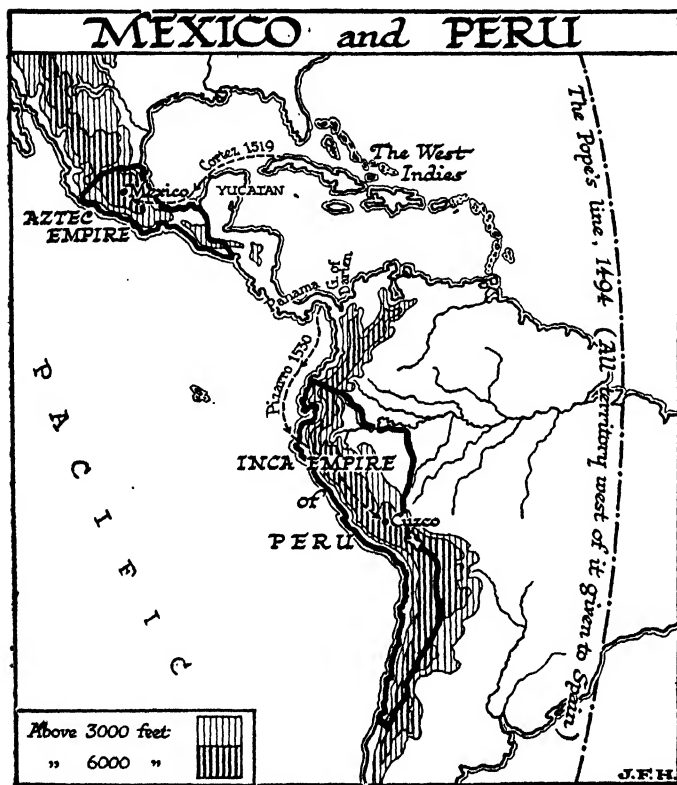 MEXICO and PERU
Cortez 1519
The West
Indies
Mexico
YUCATAN
AZTEC
EMPIRE
Panama
G. of
Darien
The Pope's line, 1494 (All territory west of it given to Spain)
Pizarro 1530
PACIFIC
INCA EMPIRE
of
PERU
Cuzco
Above 3000 feet
" 6000 "
J.F.H.